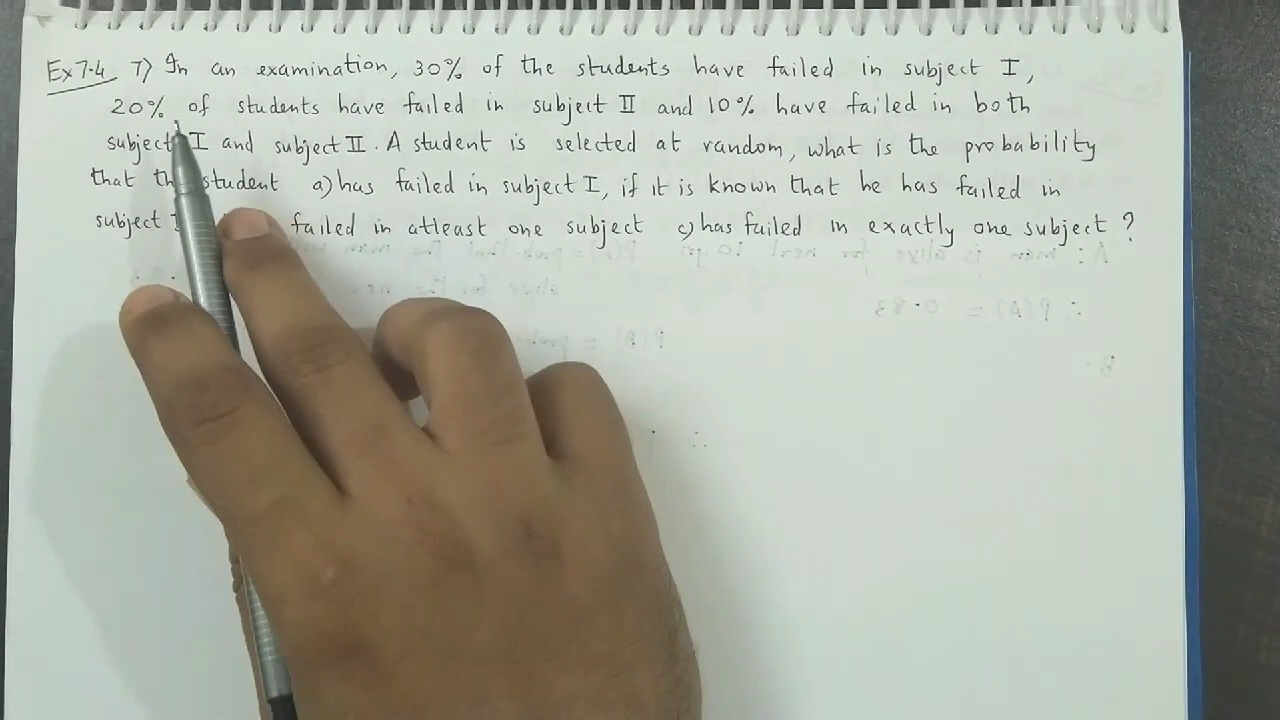 Ex 7.4 7) In an examination, 30% of the students have failed in subject I,
20% of students have failed in subject II and 10% have failed in both
subject I and subject II. A student is selected at random, what is the probability
that student a) has failed in subject I, if it is known that he has failed in
subject failed in atleast one subject c) has failed in exactly one subject ?